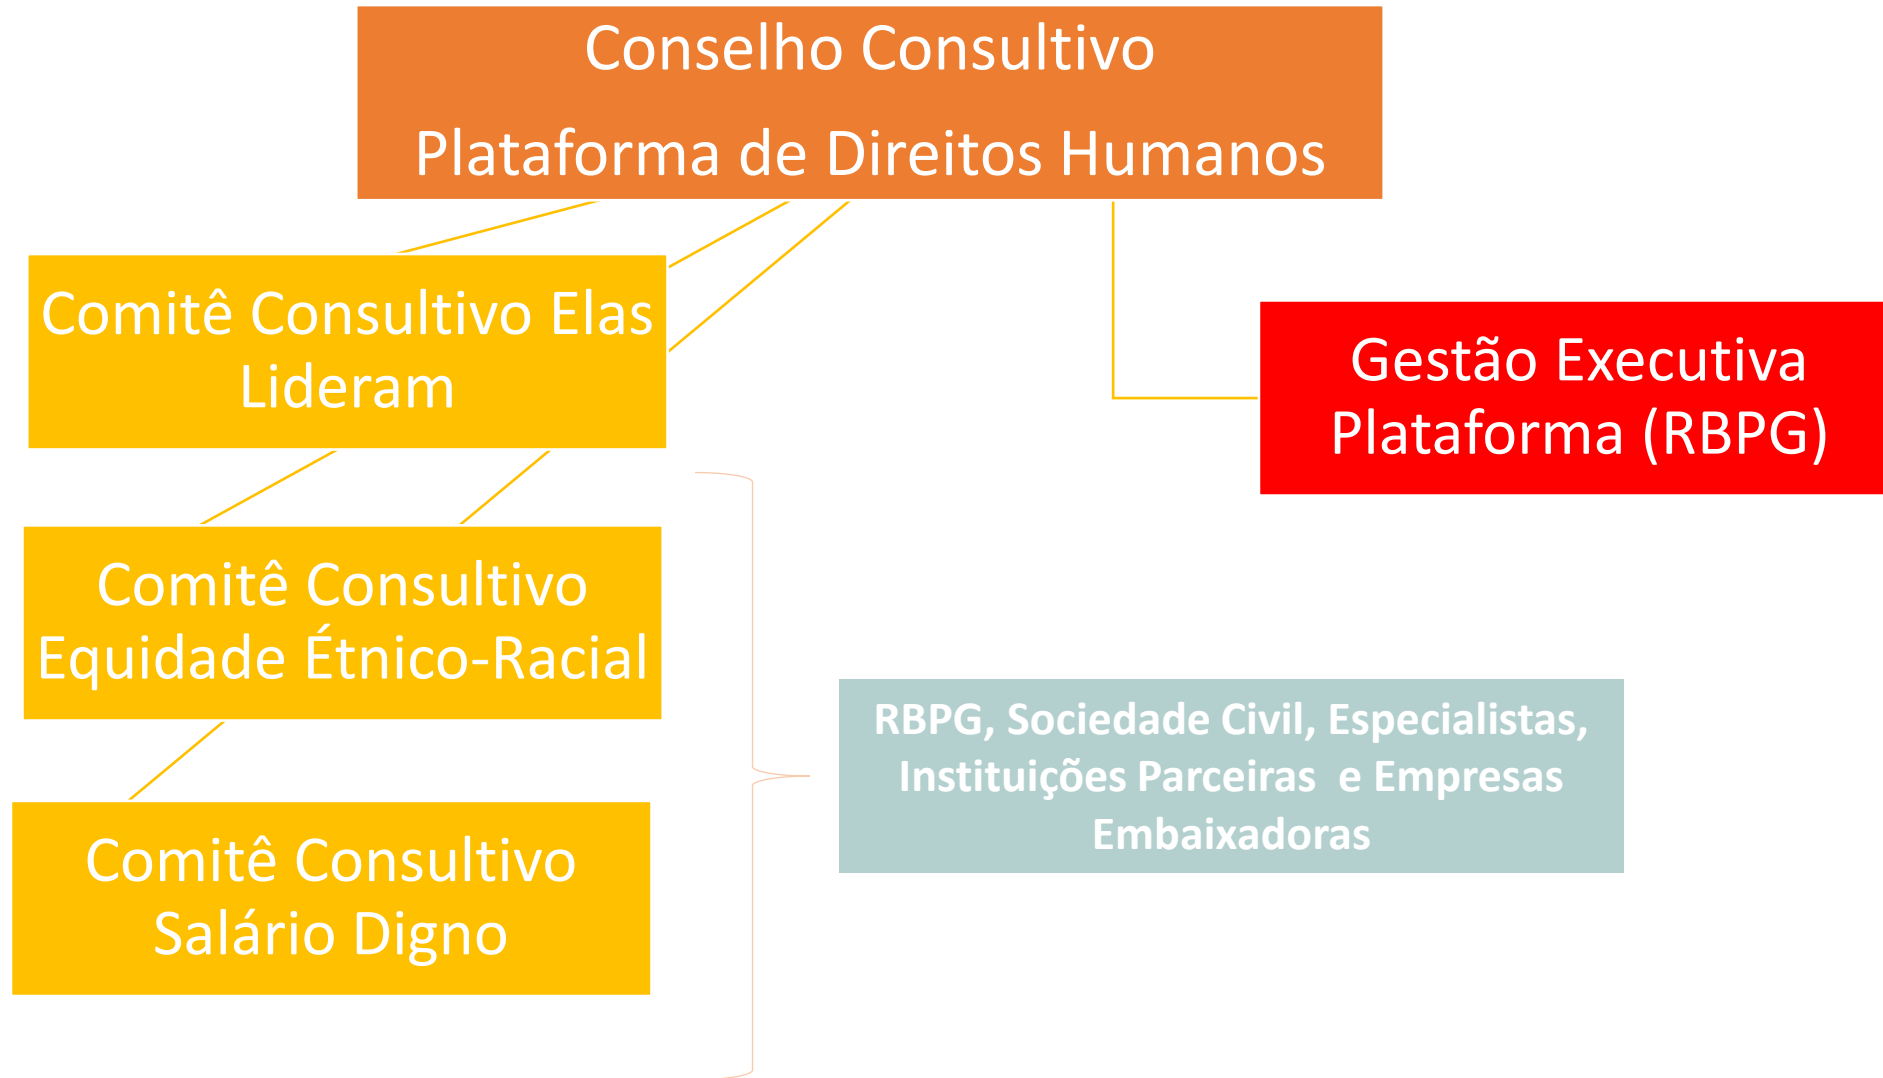 Conselho Consultivo
Plataforma de Direitos Humanos
Comitê Consultivo Elas
Lideram
Gestão Executiva
Plataforma (RBPG)
Comitê Consultivo
Equidade Étnico-Racial
RBPG, Sociedade Civil, Especialistas,
Instituições Parceiras e Empresas
Embaixadoras
Comitê Consultivo
Salário Digno